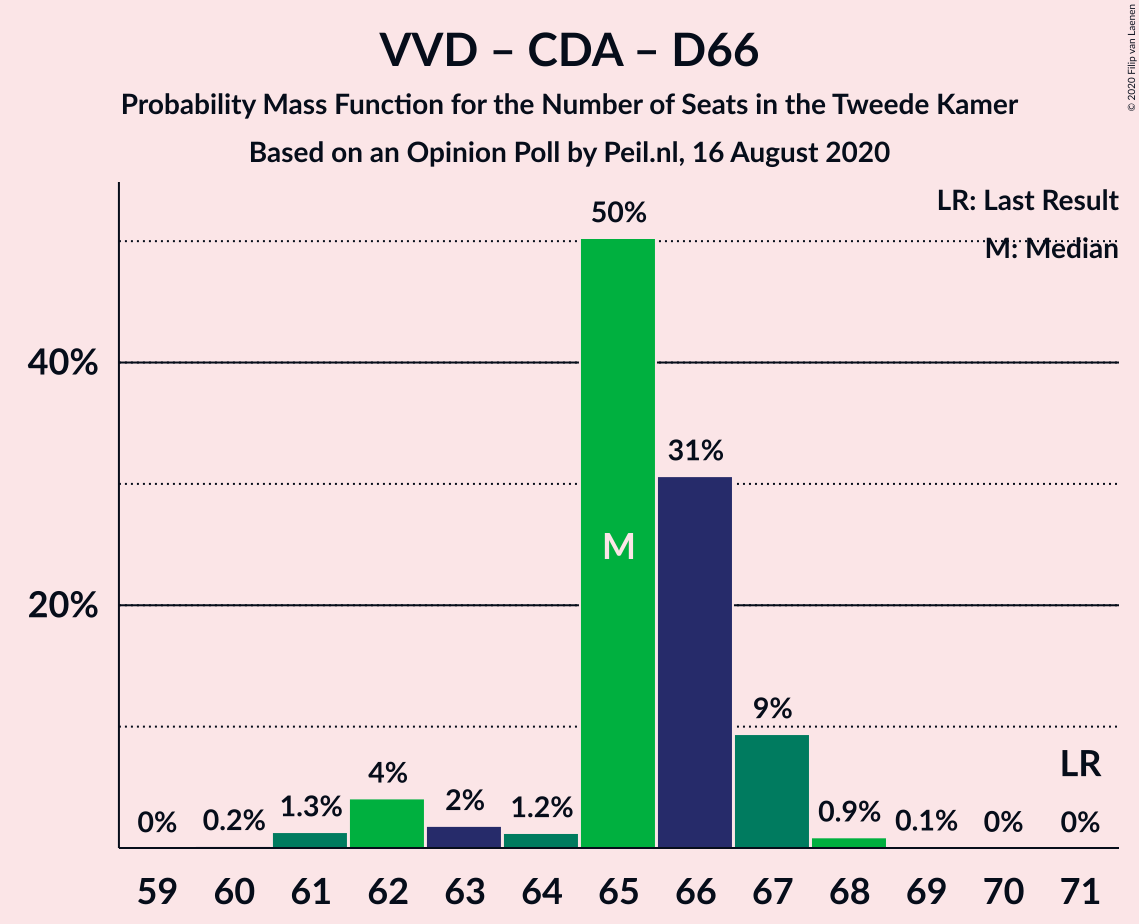 VVD – CDA – D66
Probability Mass Function for the Number of Seats in the Tweede Kamer
Based on an Opinion Poll by Peil.nl, 16 August 2020
© 2020 Filip van Laenen
LR: Last Result
M: Median
50%
40%
31%
M
20%
9%
LR
4%
0% 0.2% 1.3% 2% 1.2% 0.9% 0.1% 0% 0%
59 60 61 62 63 64 65 66 67 68 69 70 71